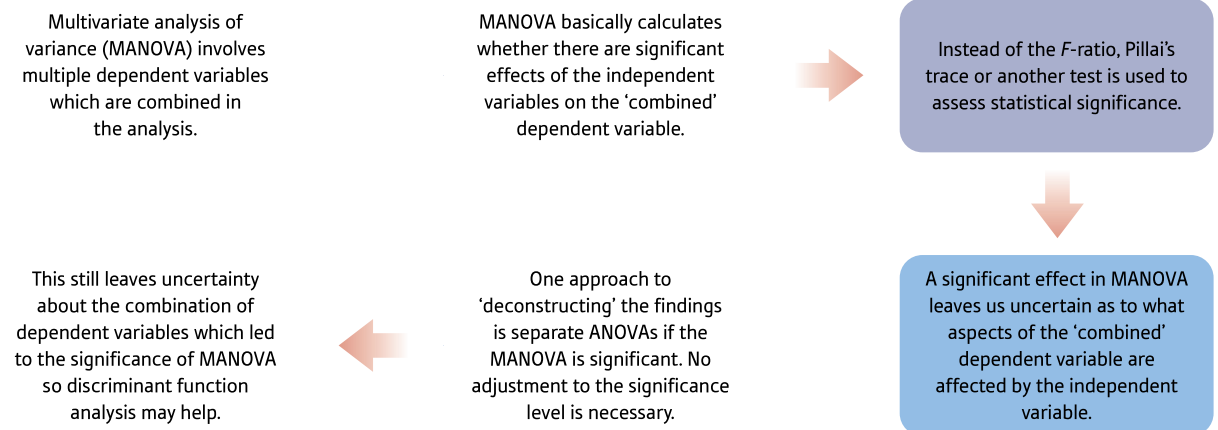 Multivariate analysis of
variance (MANOVA) involves
multiple dependent variables
which are combined in
the analysis.
MANOVA basically calculates
whether there are significant
effects of the independent
variables on the ‘combined’
dependent variable.
Instead of the F-ratio, Pillai’s
trace or another test is used to
assess statistical significance.
A significant effect in MANOVA
leaves us uncertain as to what
aspects of the ‘combined’
dependent variable are
affected by the independent
variable.
One approach to
‘deconstructing’ the findings
is separate ANOVAs if the
MANOVA is significant. No
adjustment to the significance
level is necessary.
This still leaves uncertainty
about the combination of
dependent variables which led
to the significance of MANOVA
so discriminant function
analysis may help.